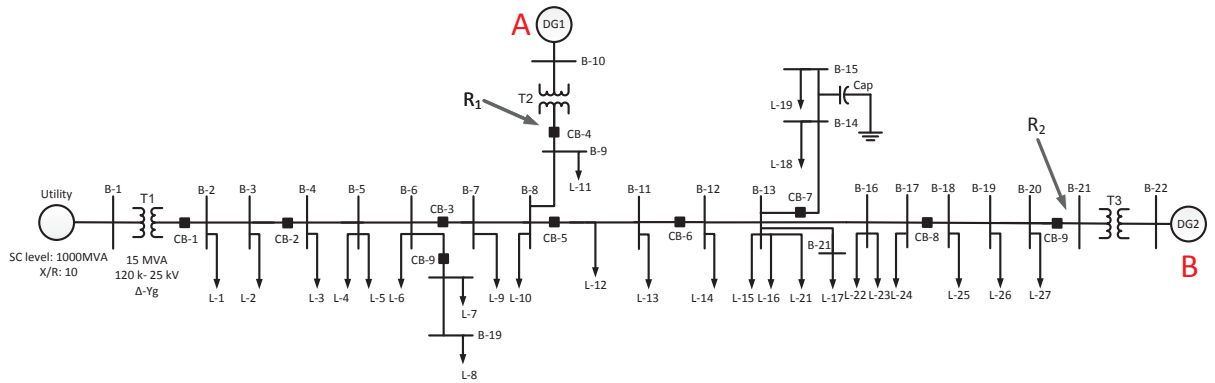 A
DG1
B-10
T2
R1
CB-4
B-9
L-11
B-15
Cap
L-19
B-14
L-18
R2
Utility
B-1
T1
B-2
B-3
B-4
B-5
B-6
CB-3
B-7
B-8
B-11
B-12
B-13
CB-7
B-16
B-17
B-18
B-19
B-20
B-21
T3
B-22
DG2
B
CB-1
CB-2
CB-5
CB-6
CB-8
CB-9
SC level: 1000MVA
X/R: 10
15 MVA
120 k- 25 kV
Δ-Yg
CB-9
B-21
L-1
L-2
L-3
L-4
L-5
L-6
L-7
L-9
L-10
L-12
L-13
L-14
L-15
L-16
L-21
L-17
L-22
L-23
L-24
L-25
L-26
L-27
B-19
L-8